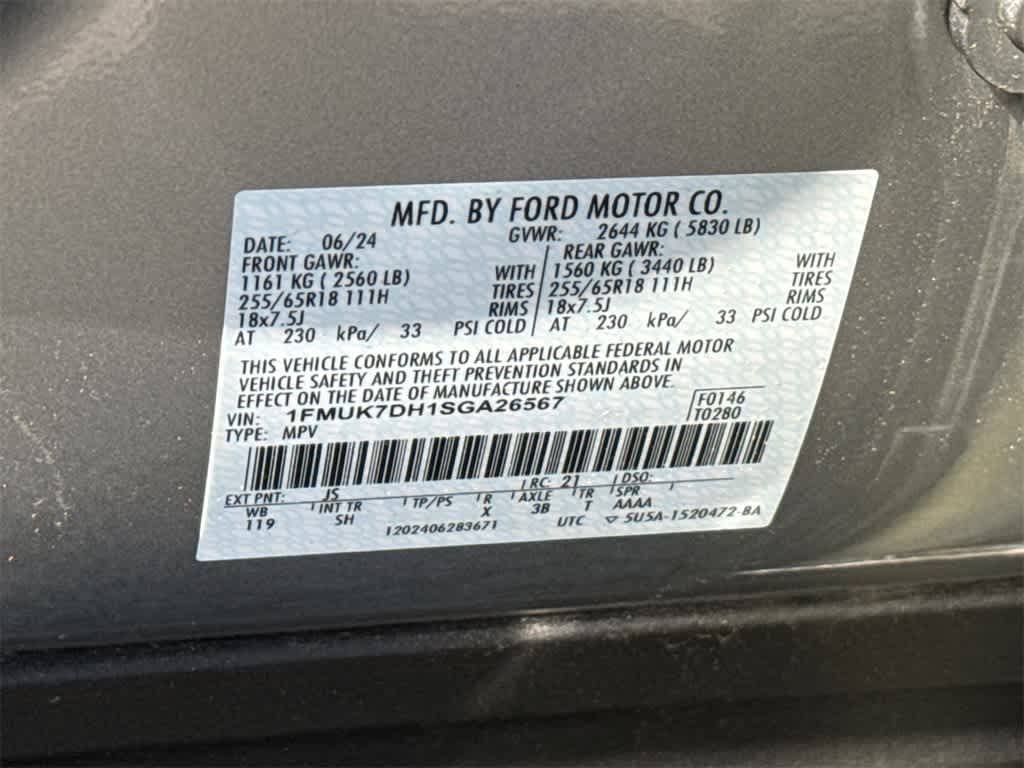 MFD. BY FORD MOTOR CO.
DATE: 06/24 GVWR: 2644 KG ( 5830 LB)
FRONT GAWR: REAR GAWR:
1161 KG ( 2560 LB) WITH 1560 KG ( 3440 LB) WITH
255/65R18 111H TIRES 255/65R18 111H TIRES
18x7.5J RIMS 18x7.5J RIMS
AT 230 kPa/ 33 PSI COLD AT 230 kPa/ 33 PSI COLD
THIS VEHICLE CONFORMS TO ALL APPLICABLE FEDERAL MOTOR
VEHICLE SAFETY AND THEFT PREVENTION STANDARDS IN
EFFECT ON THE DATE OF MANUFACTURE SHOWN ABOVE.
VIN: 1FMUK7DH1SGA26567 F0146
TYPE: MPV T0280
EXT PNT: JS RC: 21 DSO:
WB INT TR TP/PS R AXLE TR SPR
119 SH X 3B T AAAA
1202406283671 UTC ▽ 5U5A-1520472-BA